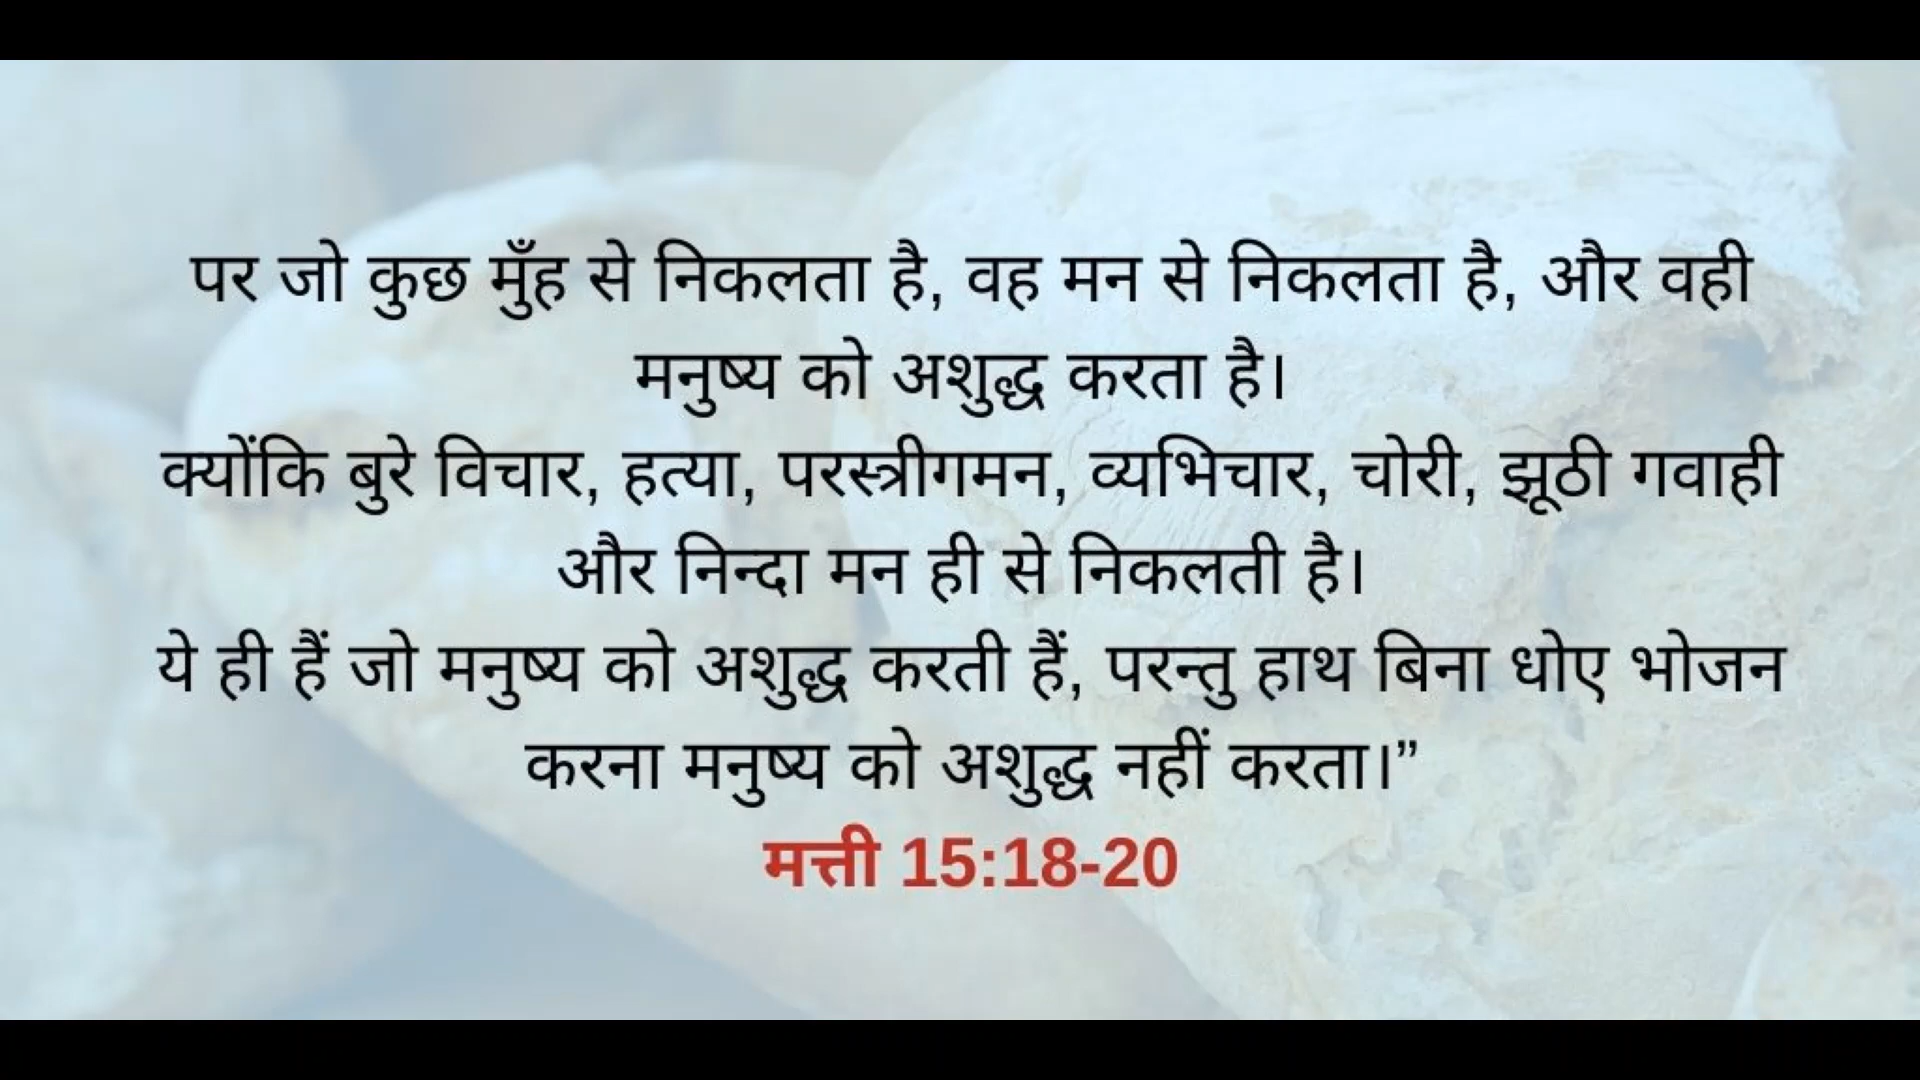 पर जो कुछ मुँह से निकलता है, वह मन से निकलता है, और वही
मनुष्य को अशुद्ध करता है।
क्योंकि बुरे विचार, हत्या, परस्त्रीगमन, व्यभिचार, चोरी, झूठी गवाही
और निन्दा मन ही से निकलती है।
ये ही हैं जो मनुष्य को अशुद्ध करती हैं, परन्तु हाथ बिना धोए भोजन
करना मनुष्य को अशुद्ध नहीं करता।”
मत्ती 15:18-20